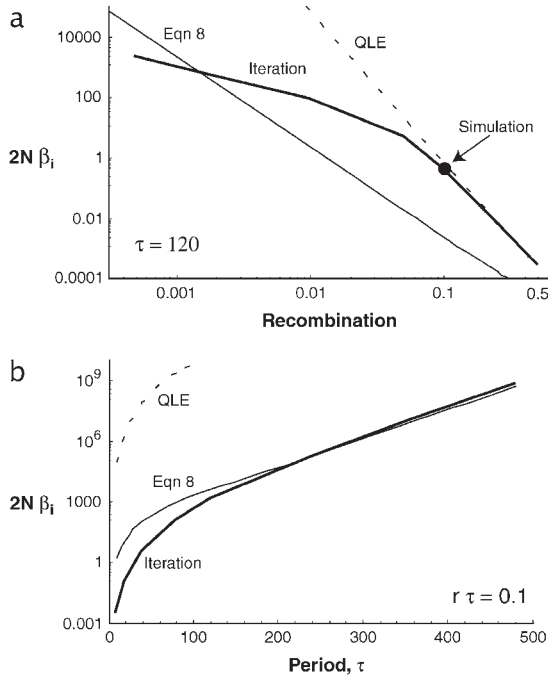 a
10000
100
1
0.01
0.0001
2N βi
Eqn 8
Iteration
QLE
Simulation
τ = 120
0.001
0.01
0.1
0.5
Recombination
b
10⁹
10⁶
1000
1
0.001
2N βi
QLE
Eqn 8
Iteration
r τ = 0.1
0
100
200
300
400
500
Period, τ